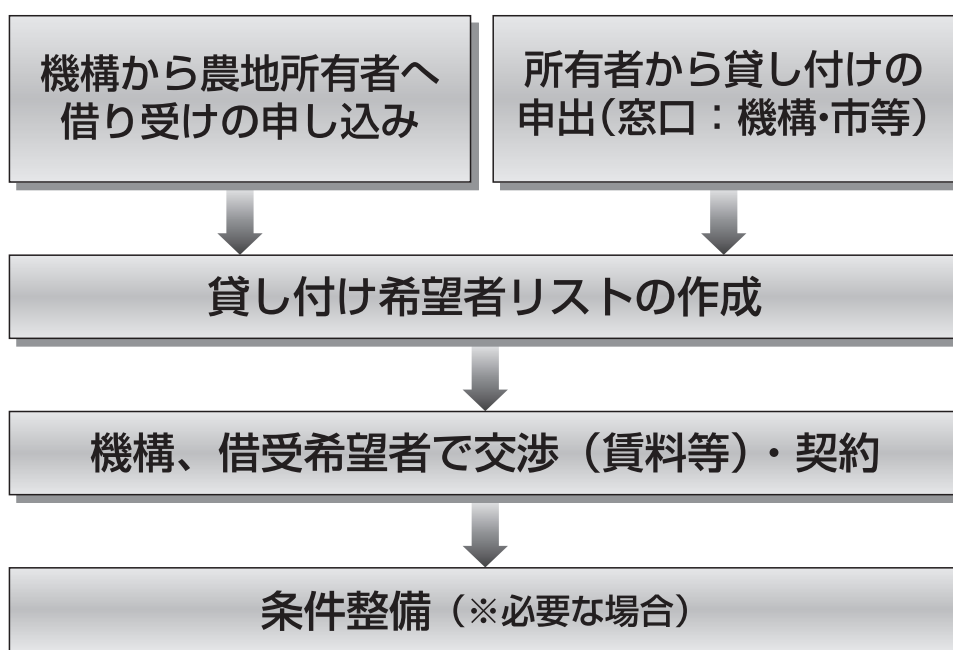 機構から農地所有者へ
借り受けの申し込み
所有者から貸し付けの
申出（窓口：機構・市等）
貸し付け希望者リストの作成
機構、借受希望者で交渉（賃料等）・契約
条件整備（※必要な場合）